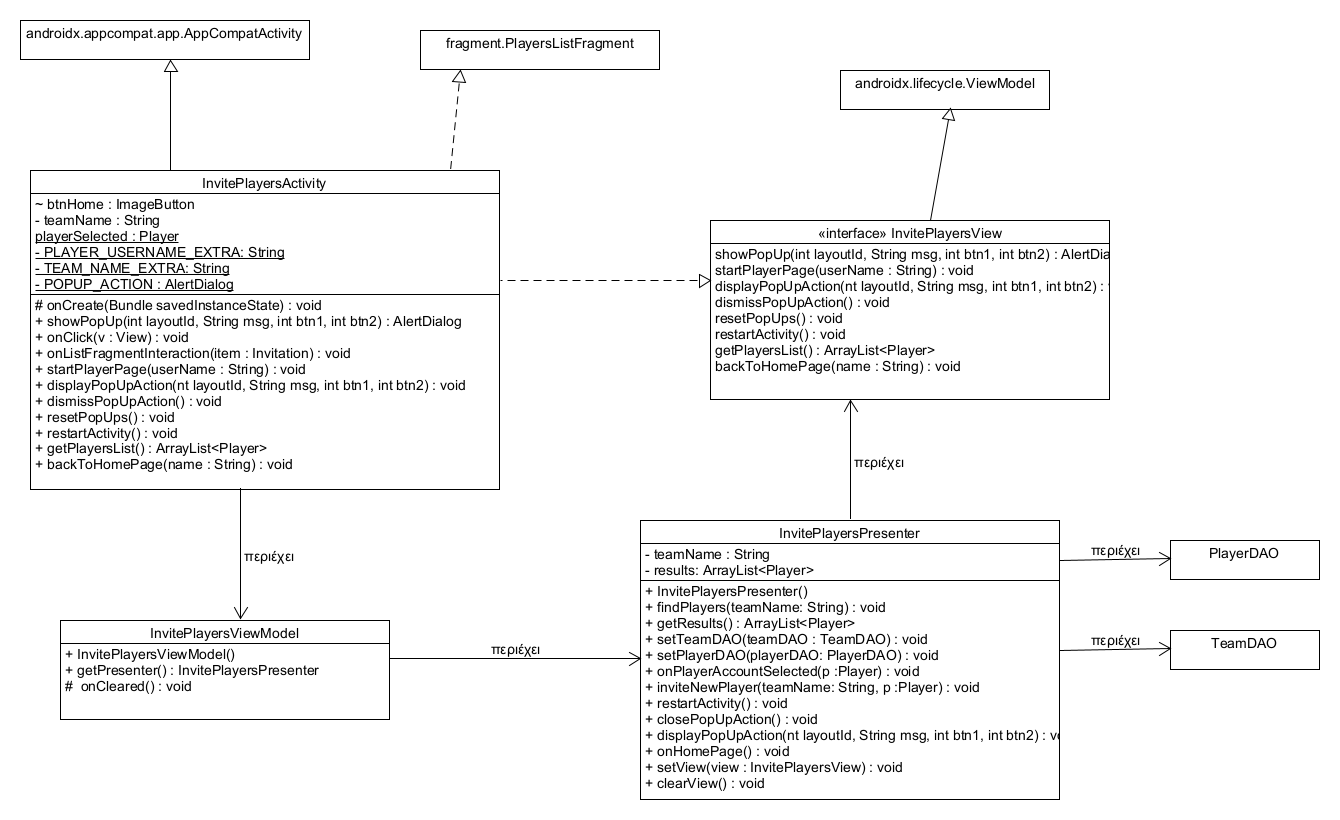 androidx.appcompat.app.AppCompatActivity
fragment.PlayersListFragment
androidx.lifecycle.ViewModel
InvitePlayersActivity
~ btnHome : ImageButton
- teamName : String
playerSelected : Player
- PLAYER_USERNAME_EXTRA: String
- TEAM_NAME_EXTRA: String
- POPUP_ACTION : AlertDialog
# onCreate(Bundle savedInstanceState) : void
+ showPopUp(int layoutId, String msg, int btn1, int btn2) : AlertDialog
+ onClick(v : View) : void
+ onListFragmentInteraction(item : Invitation) : void
+ startPlayerPage(userName : String) : void
+ displayPopUpAction(nt layoutId, String msg, int btn1, int btn2) : void
+ dismissPopUpAction() : void
+ resetPopUps() : void
+ restartActivity() : void
+ getPlayersList() : ArrayList<Player>
+ backToHomePage(name : String) : void
«interface» InvitePlayersView
showPopUp(int layoutId, String msg, int btn1, int btn2) : AlertDia
startPlayerPage(userName : String) : void
displayPopUpAction(nt layoutId, String msg, int btn1, int btn2) :
dismissPopUpAction() : void
resetPopUps() : void
restartActivity() : void
getPlayersList() : ArrayList<Player>
backToHomePage(name : String) : void
περιέχει
περιέχει
InvitePlayersViewModel
+ InvitePlayersViewModel()
+ getPresenter() : InvitePlayersPresenter
# onCleared() : void
περιέχει
InvitePlayersPresenter
- teamName : String
- results: ArrayList<Player>
+ InvitePlayersPresenter()
+ findPlayers(teamName: String) : void
+ getResults() : ArrayList<Player>
+ setTeamDAO(teamDAO : TeamDAO) : void
+ setPlayerDAO(playerDAO: PlayerDAO) : void
+ onPlayerAccountSelected(p :Player) : void
+ inviteNewPlayer(teamName: String, p :Player) : void
+ restartActivity() : void
+ closePopUpAction() : void
+ displayPopUpAction(nt layoutId, String msg, int btn1, int btn2) : vo
+ onHomePage() : void
+ setView(view : InvitePlayersView) : void
+ clearView() : void
περιέχει
PlayerDAO
περιέχει
TeamDAO